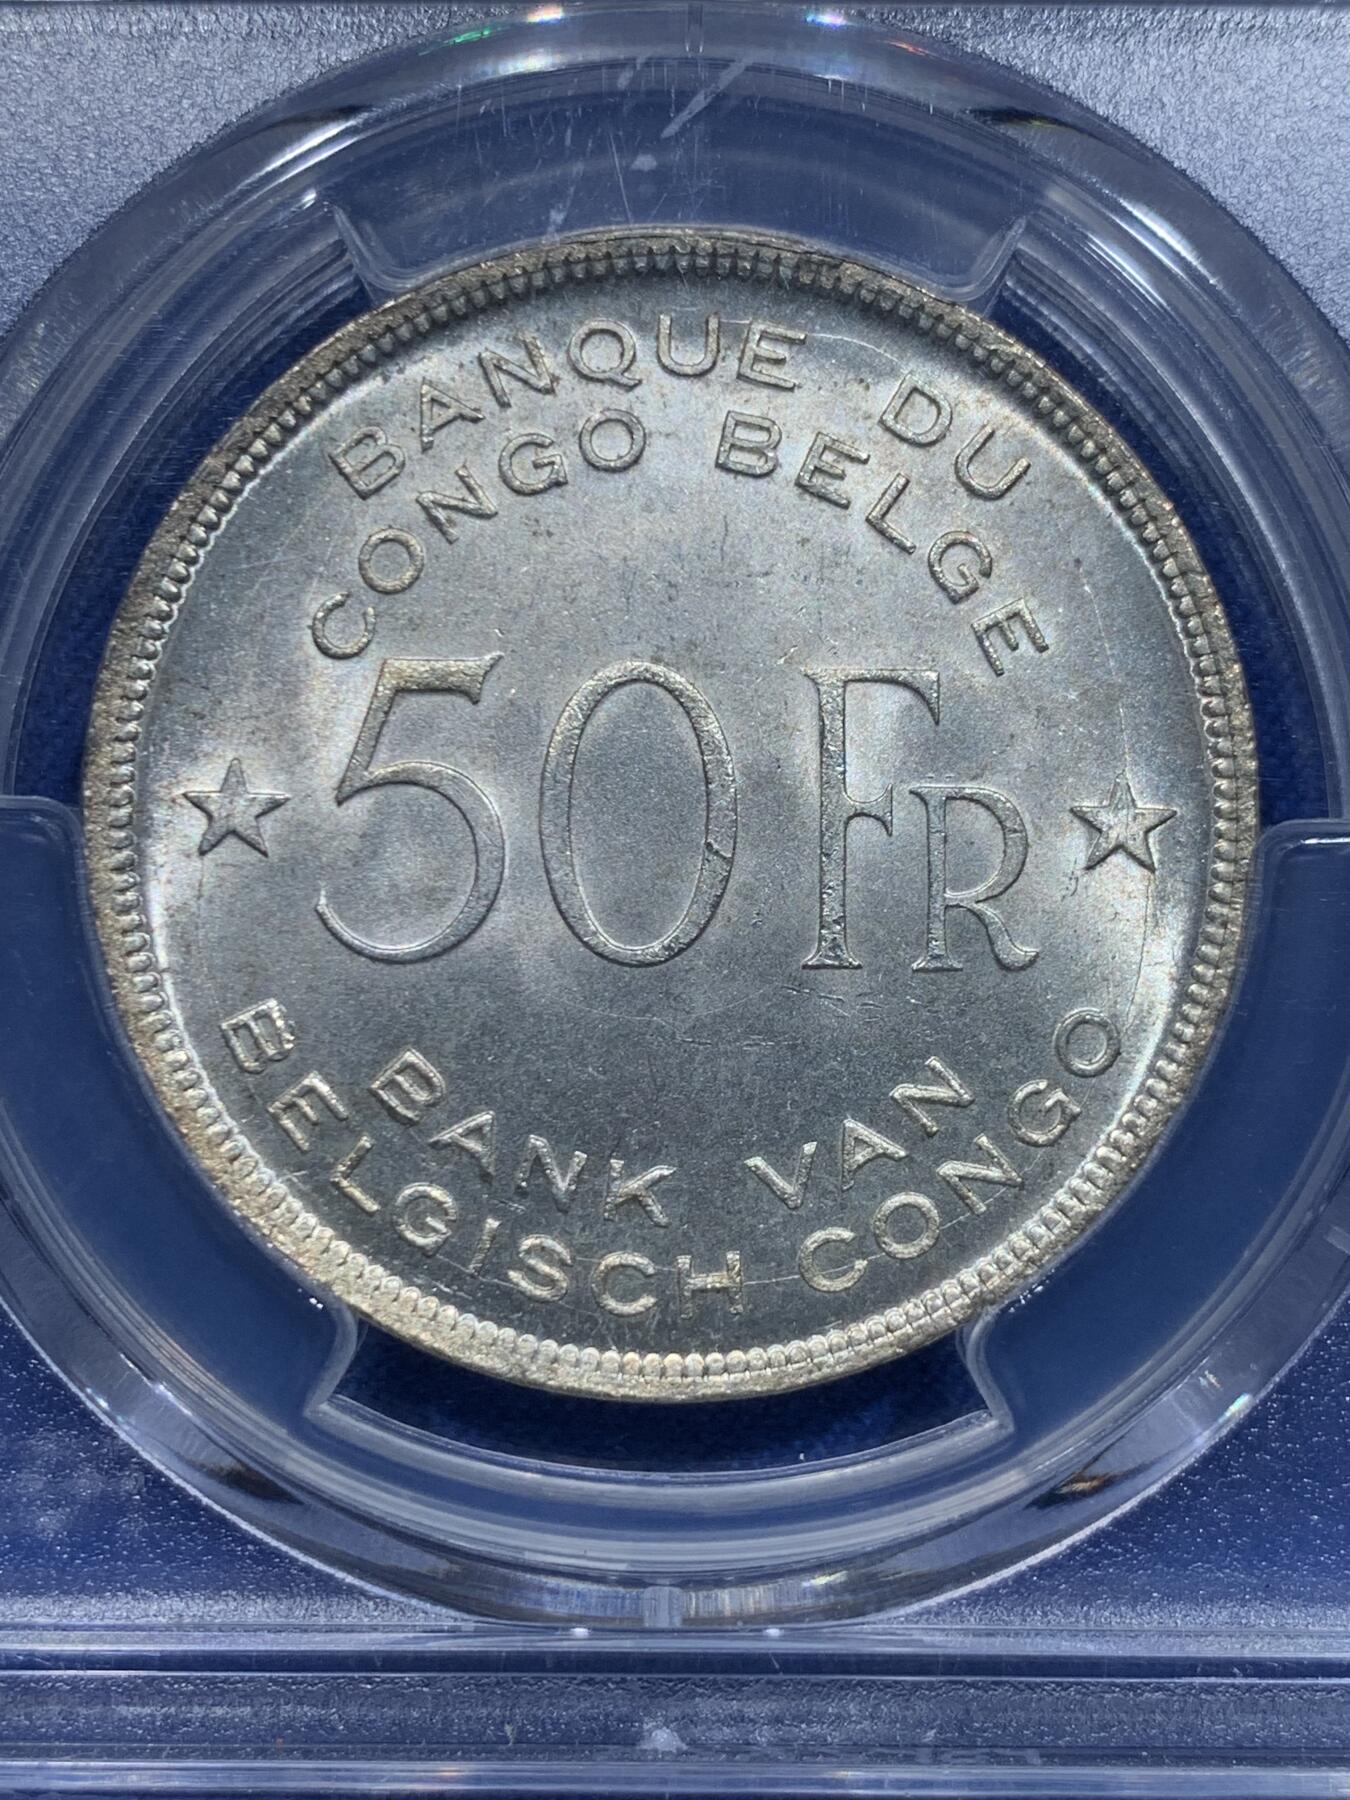 BANQUE DU
CONGO BELGE
50 FR
BANK VAN
BELGISCH CONGO